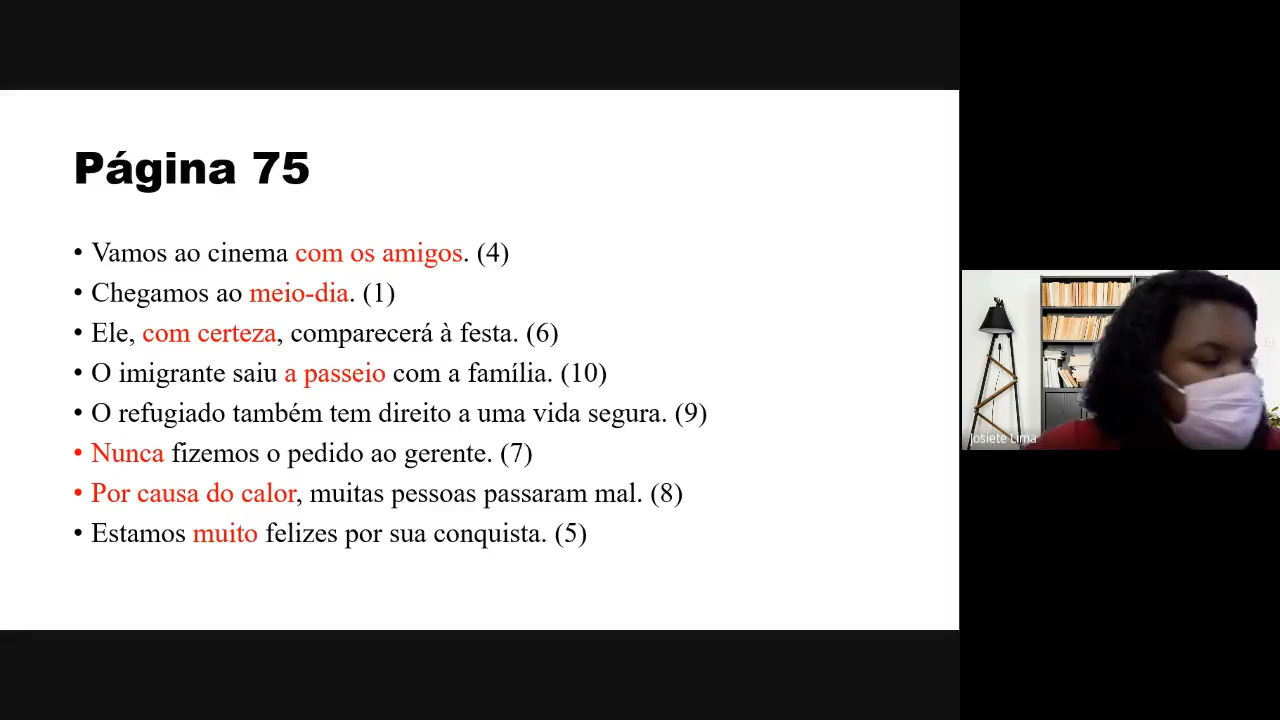 Página 75
• Vamos ao cinema com os amigos. (4)
• Chegamos ao meio-dia. (1)
• Ele, com certeza, comparecerá à festa. (6)
• O imigrante saiu a passeio com a família. (10)
• O refugiado também tem direito a uma vida segura. (9)
• Nunca fizemos o pedido ao gerente. (7)
• Por causa do calor, muitas pessoas passaram mal. (8)
• Estamos muito felizes por sua conquista. (5)
Josiete Lima